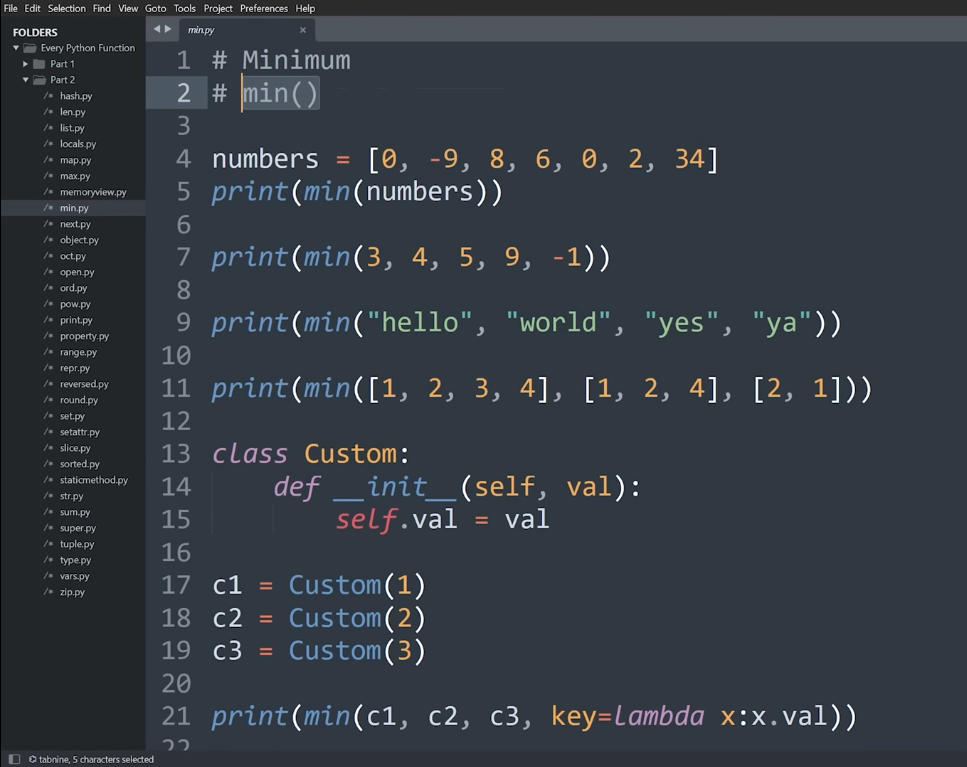 File Edit Selection Find View Goto Tools Project Preferences Help
FOLDERS
Every Python Function
Part 1
Part 2
/* hash.py
/* len.py
/* list.py
/* locals.py
/* map.py
/* max.py
/* memoryview.py
/* min.py
/* next.py
/* object.py
/* oct.py
/* open.py
/* ord.py
/* pow.py
/* print.py
/* property.py
/* range.py
/* repr.py
/* reversed.py
/* round.py
/* set.py
/* setattr.py
/* slice.py
/* sorted.py
/* staticmethod.py
/* str.py
/* sum.py
/* super.py
/* tuple.py
/* type.py
/* vars.py
/* zip.py
min.py ×
1 # Minimum
2 # min()
3
4 numbers = [0, -9, 8, 6, 0, 2, 34]
5 print(min(numbers))
6
7 print(min(3, 4, 5, 9, -1))
8
9 print(min("hello", "world", "yes", "ya"))
10
11 print(min([1, 2, 3, 4], [1, 2, 4], [2, 1]))
12
13 class Custom:
14     def __init__(self, val):
15         self.val = val
16
17 c1 = Custom(1)
18 c2 = Custom(2)
19 c3 = Custom(3)
20
21 print(min(c1, c2, c3, key=lambda x:x.val))
22
tabnine, 5 characters selected